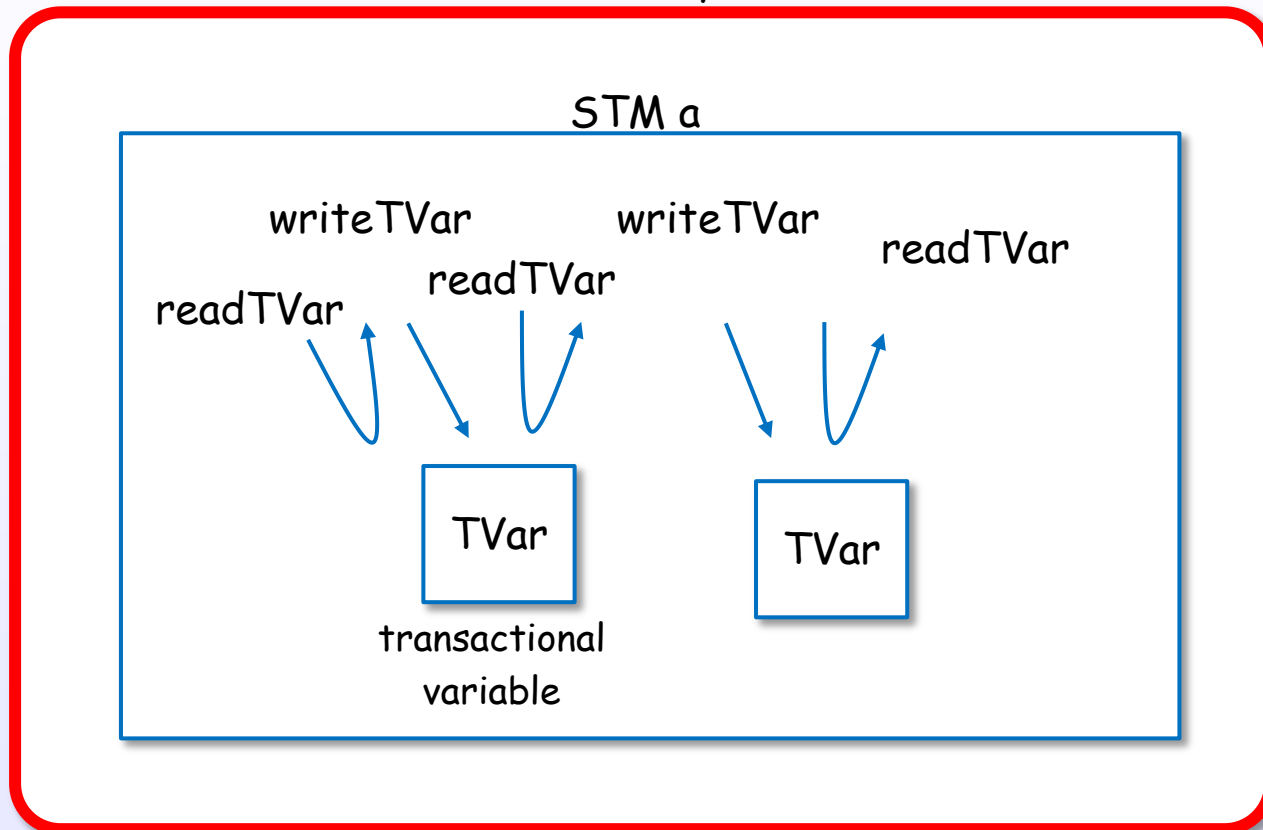 STM a
writeTVar
writeTVar
readTVar
readTVar
readTVar
TVar
TVar
transactional
variable